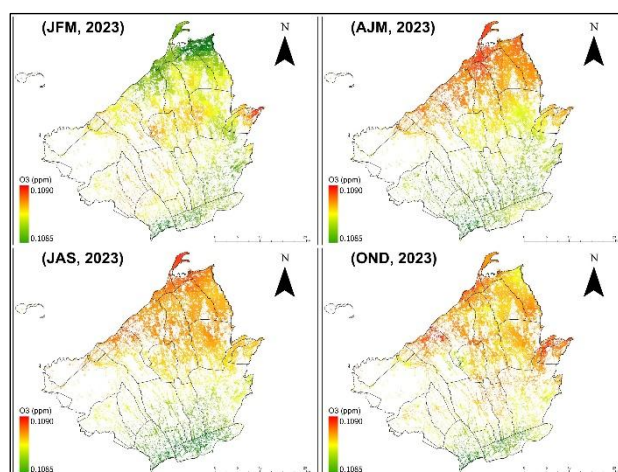 (JFM, 2023)
N
O3 (ppm)
0.1090
0.1085
(AJM, 2023)
N
O3 (ppm)
0.1090
0.1085
(JAS, 2023)
N
O3 (ppm)
0.1090
0.1085
(OND, 2023)
N
O3 (ppm)
0.1090
0.1085